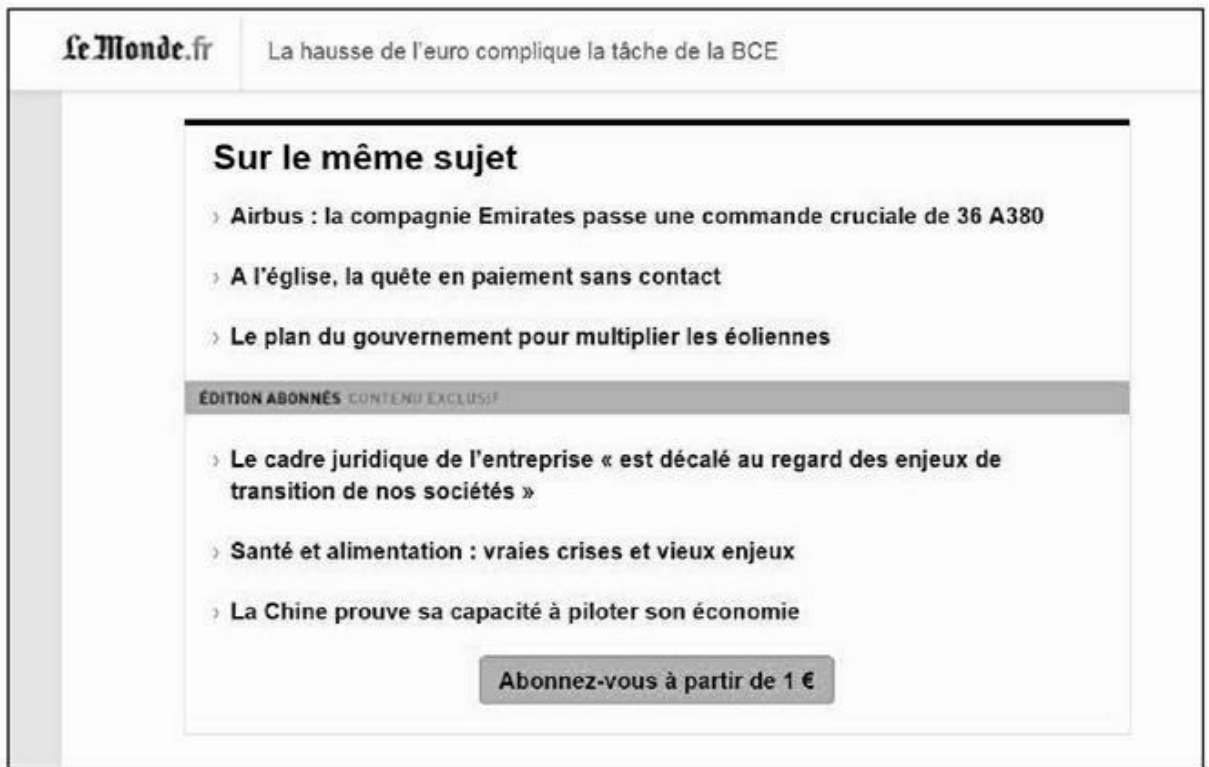 Le Monde.fr La hausse de l'euro complique la tâche de la BCE
Sur le même sujet
› Airbus : la compagnie Emirates passe une commande cruciale de 36 A380
› A l'église, la quête en paiement sans contact
› Le plan du gouvernement pour multiplier les éoliennes
ÉDITION ABONNÉS CONTENU EXCLUSIF
› Le cadre juridique de l'entreprise « est décalé au regard des enjeux de
transition de nos sociétés »
› Santé et alimentation : vraies crises et vieux enjeux
› La Chine prouve sa capacité à piloter son économie
Abonnez-vous à partir de 1 €